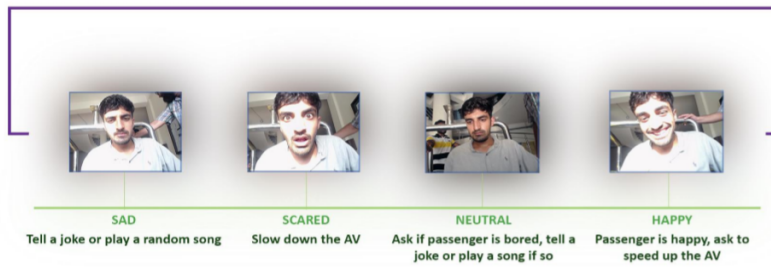 SAD
Tell a joke or play a random song
SCARED
Slow down the AV
NEUTRAL
Ask if passenger is bored, tell a
joke or play a song if so
HAPPY
Passenger is happy, ask to
speed up the AV